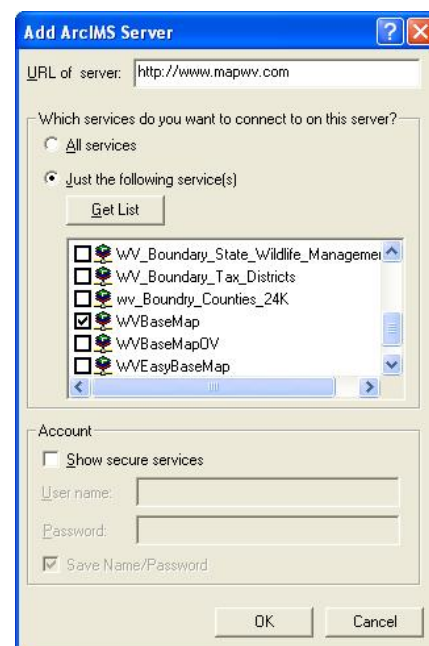 Add ArcIMS Server
URL of server: http://www.mapwv.com
Which services do you want to connect to on this server?
All services
Just the following service(s)
Get List
WV_Boundary_State_Wildlife_Managemen
WV_Boundary_Tax_Districts
wv_Boundry_Counties_24K
WVBaseMap
WVBaseMapOV
WVEasyBaseMap
Account
Show secure services
User name:
Password:
Save Name/Password
OK Cancel